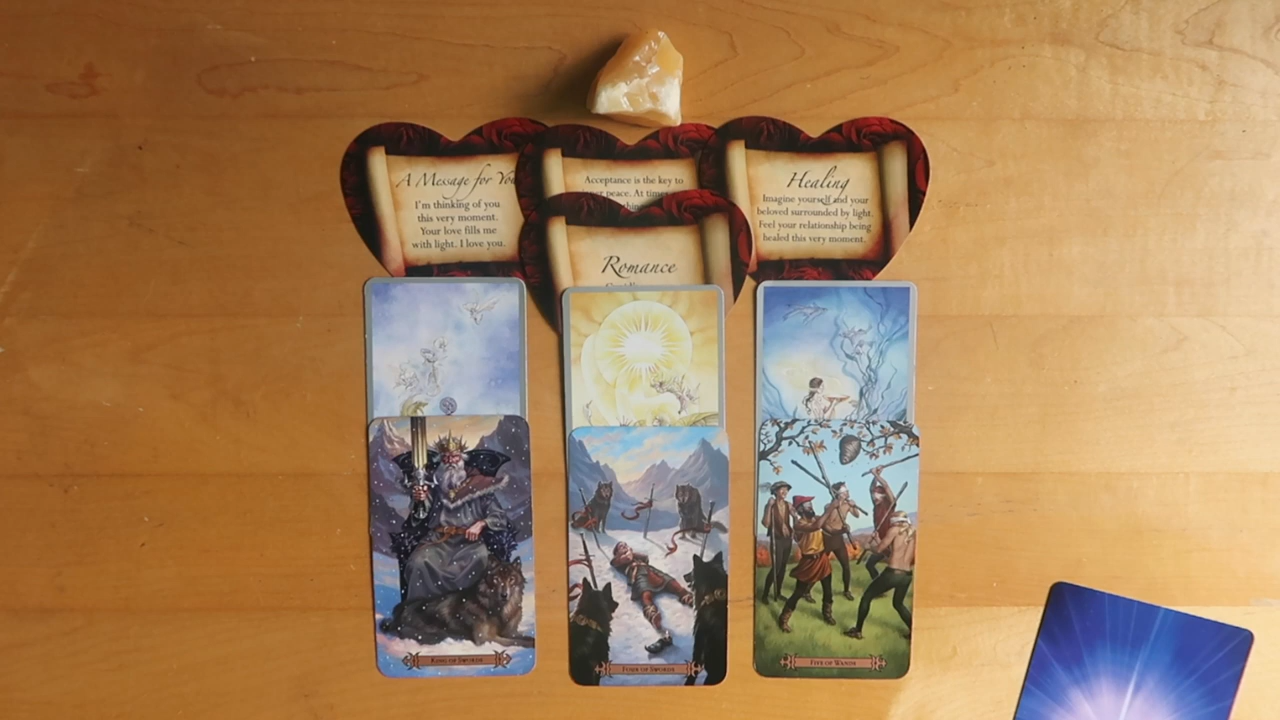 A Message for You
I'm thinking of you
this very moment.
Your love fills me
with light. I love you.
Acceptance is the key to
peace. At
Healing
Imagine yourself and your
beloved surrounded by light.
Feel your relationship being
healed this very moment.
Romance
King of Swords
Four of Swords
Five of Wands